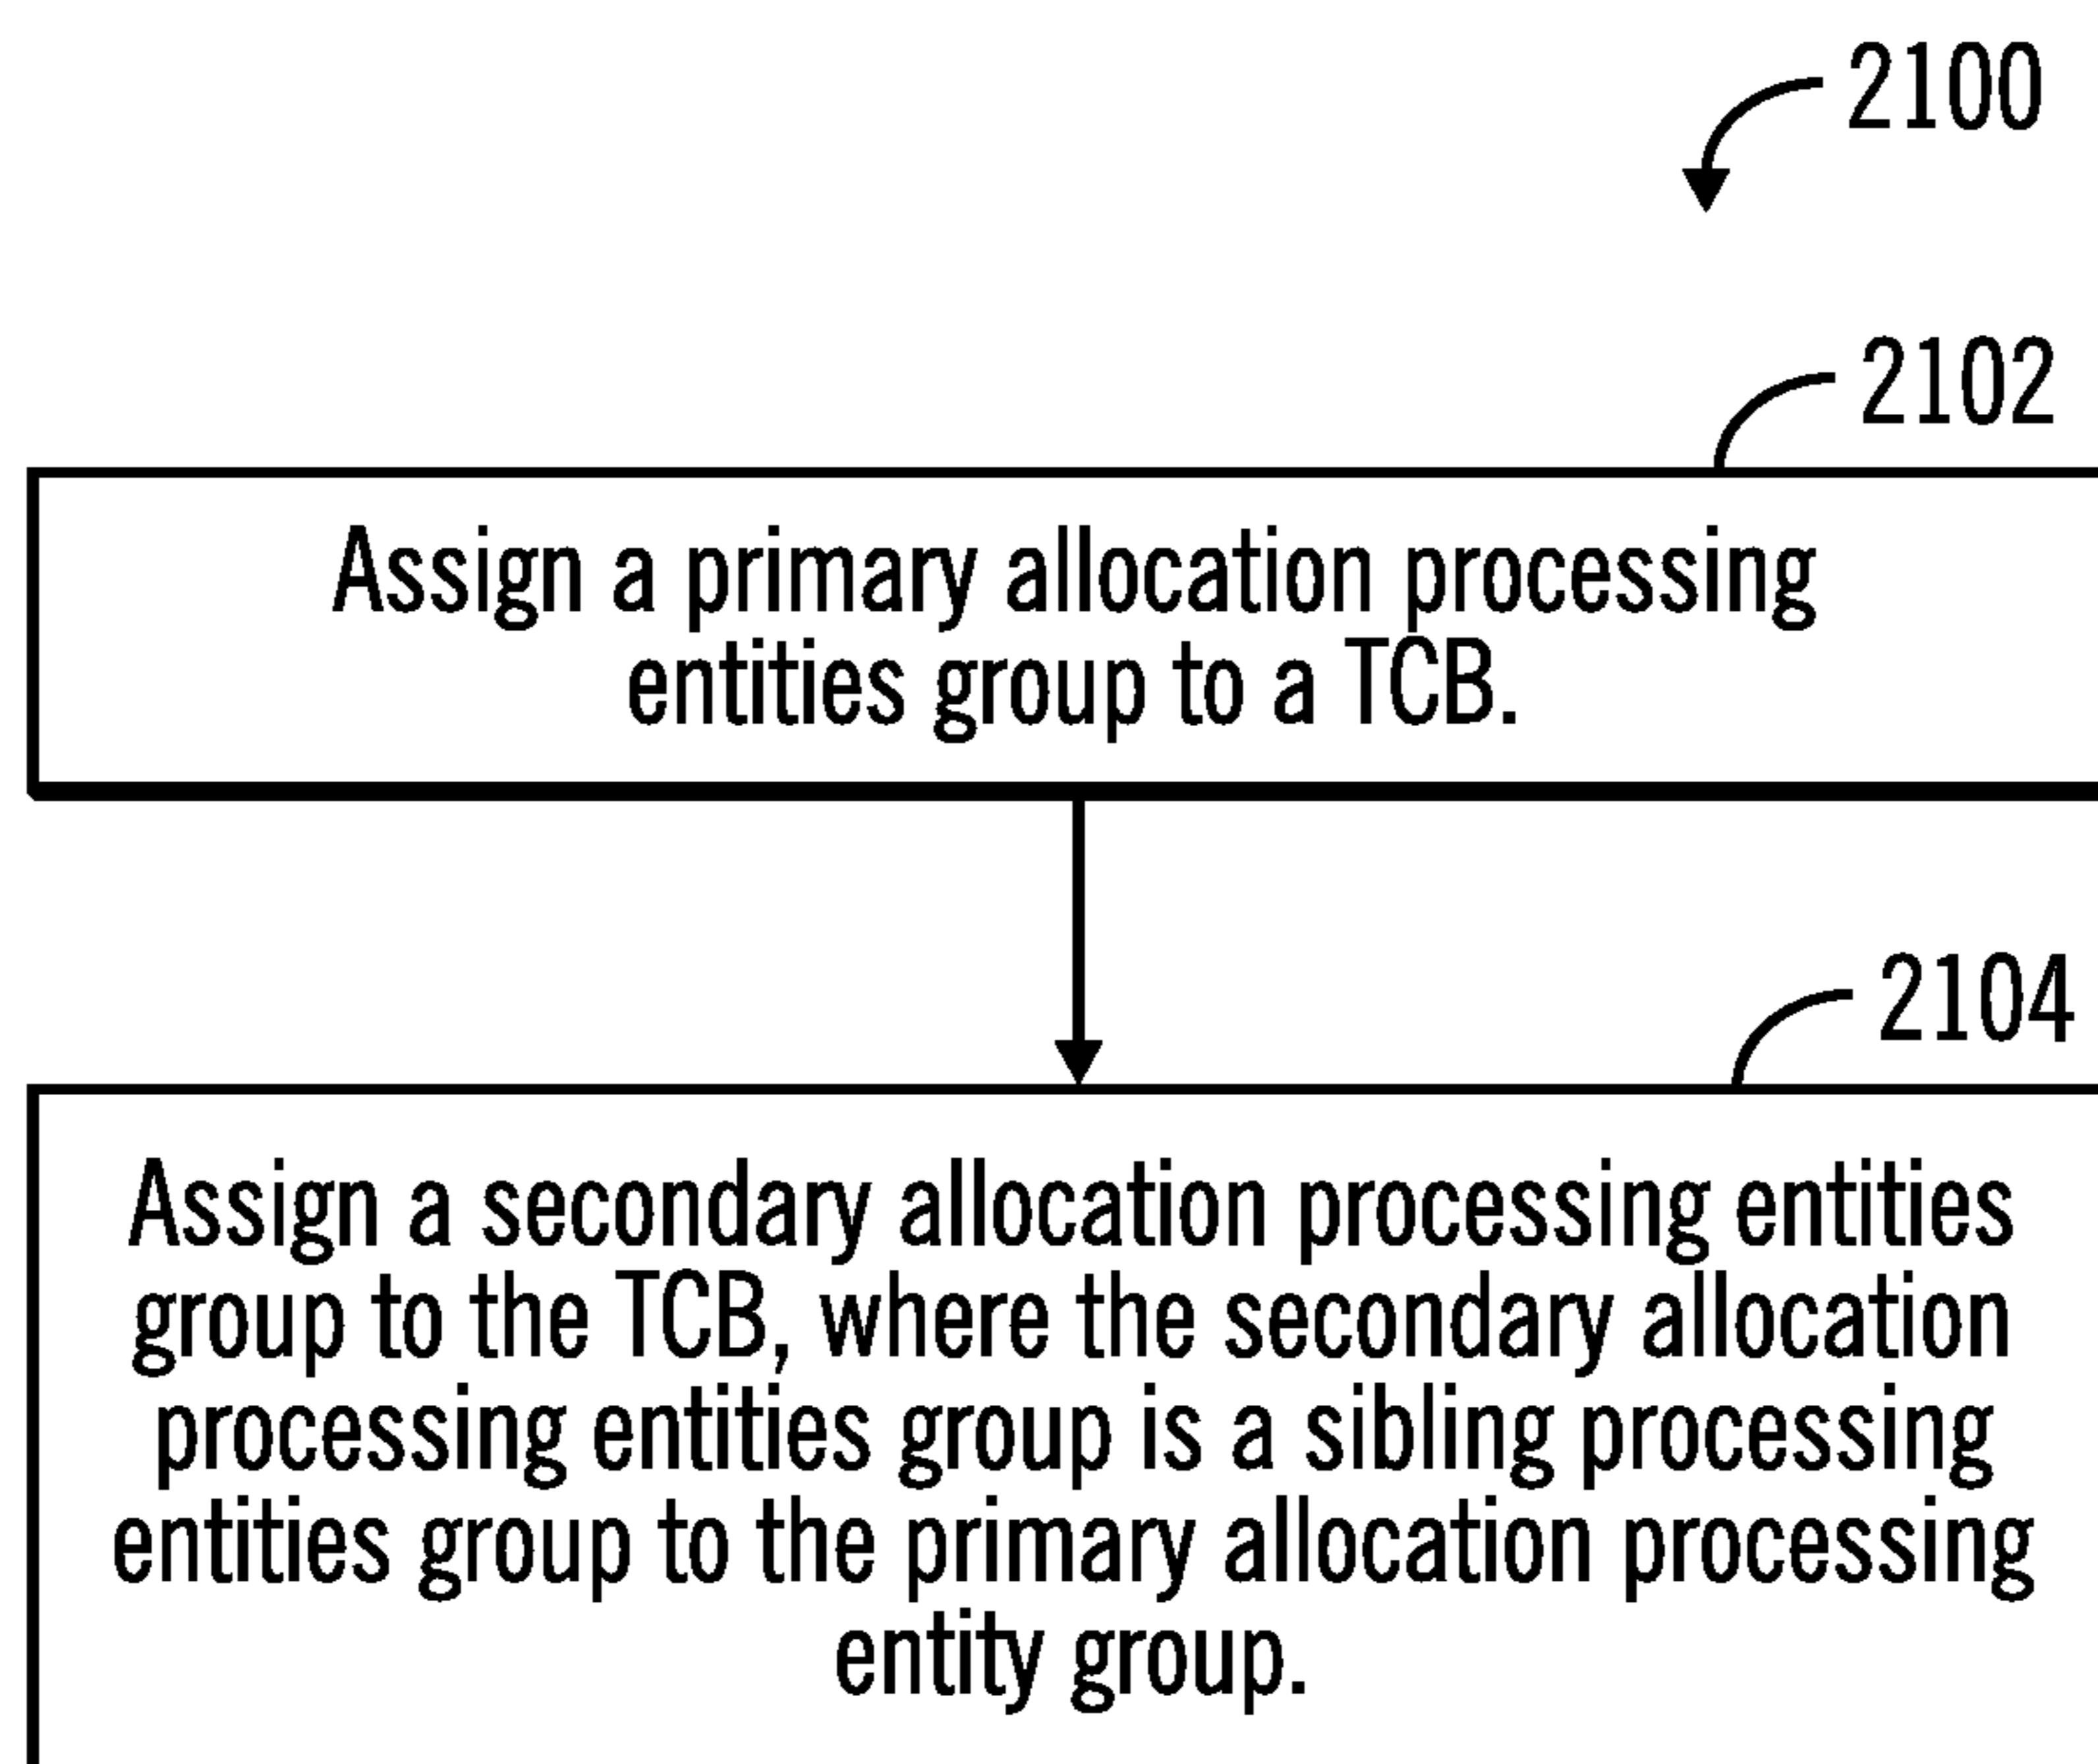 2100
2102
Assign a primary allocation processing
entities group to a TCB.
2104
Assign a secondary allocation processing entities
group to the TCB, where the secondary allocation
processing entities group is a sibling processing
entities group to the primary allocation processing
entity group.